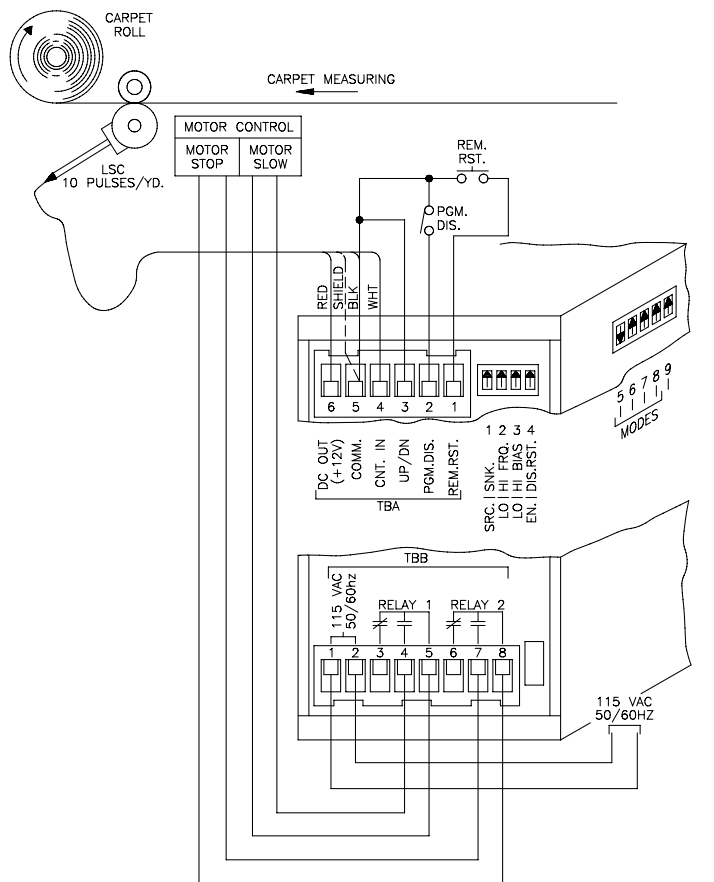 CARPET
ROLL
CARPET MEASURING
MOTOR CONTROL
MOTOR
STOP
MOTOR
SLOW
LSC
10 PULSES/YD.
REM.
RST.
PGM.
DIS.
RED
SHIELD
BLK
WHT
6 5 4 3 2 1
DC OUT
(+12V)
COMM.
CNT. IN
UP/DN
PGM.DIS.
REM.RST.
TBA
1 2 3 4
SRC. | SNK.
LO | HI FRQ.
LO | HI BIAS
EN. | DIS.RST.
5 6 7 8 9
MODES
TBB
115 VAC
50/60hz
RELAY 1
RELAY 2
1 2 3 4 5 6 7 8
115 VAC
50/60HZ